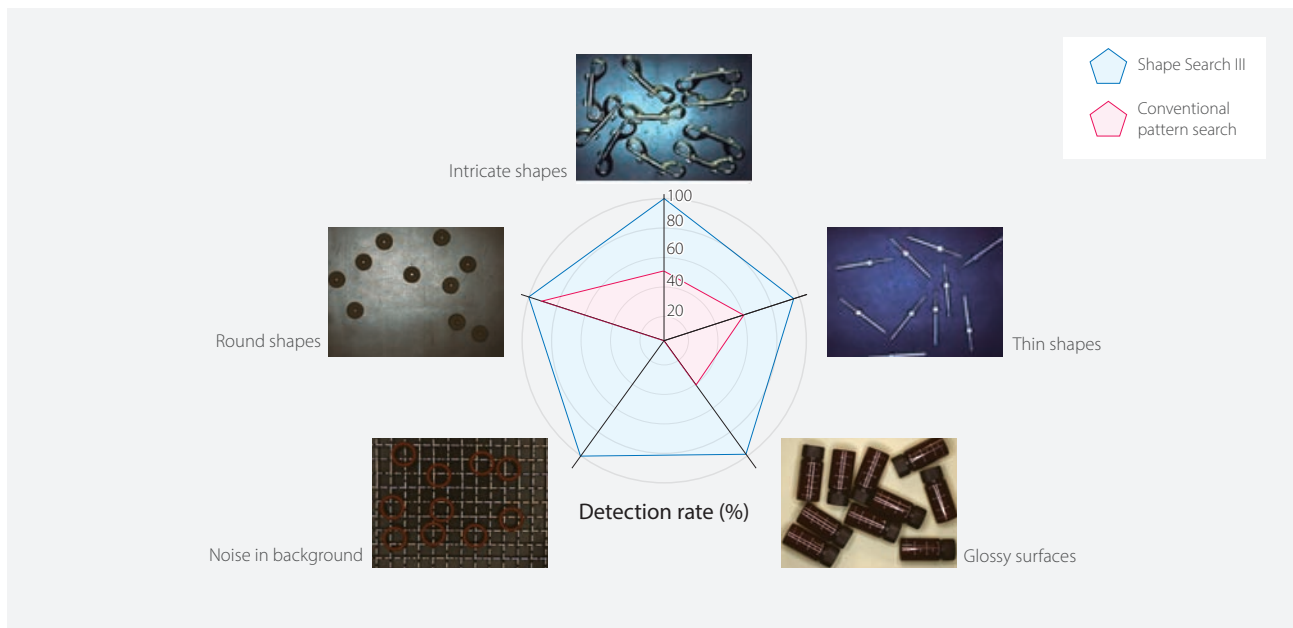 Shape Search III
Conventional
pattern search
Intricate shapes
100
80
60
40
20
Round shapes
Thin shapes
Detection rate (%)
Noise in background
Glossy surfaces